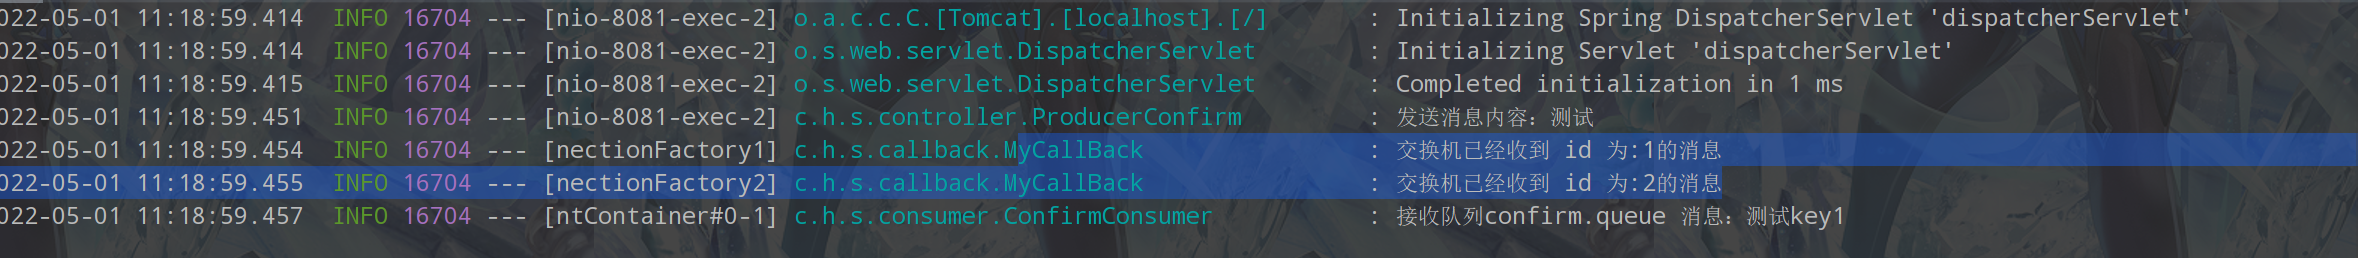 022-05-01 11:18:59.414  INFO 16704 --- [nio-8081-exec-2] o.a.c.c.C.[Tomcat].[localhost].[/]       : Initializing Spring DispatcherServlet 'dispatcherServlet'
022-05-01 11:18:59.414  INFO 16704 --- [nio-8081-exec-2] o.s.web.servlet.DispatcherServlet        : Initializing Servlet 'dispatcherServlet'
022-05-01 11:18:59.415  INFO 16704 --- [nio-8081-exec-2] o.s.web.servlet.DispatcherServlet        : Completed initialization in 1 ms
022-05-01 11:18:59.451  INFO 16704 --- [nio-8081-exec-2] c.h.s.controller.ProducerConfirm         : 发送消息内容：测试
022-05-01 11:18:59.454  INFO 16704 --- [nectionFactory1] c.h.s.callback.MyCallBack                : 交换机已经收到 id 为:1的消息
022-05-01 11:18:59.455  INFO 16704 --- [nectionFactory2] c.h.s.callback.MyCallBack                : 交换机已经收到 id 为:2的消息
022-05-01 11:18:59.457  INFO 16704 --- [ntContainer#0-1] c.h.s.consumer.ConfirmConsumer           : 接收队列confirm.queue 消息：测试key1